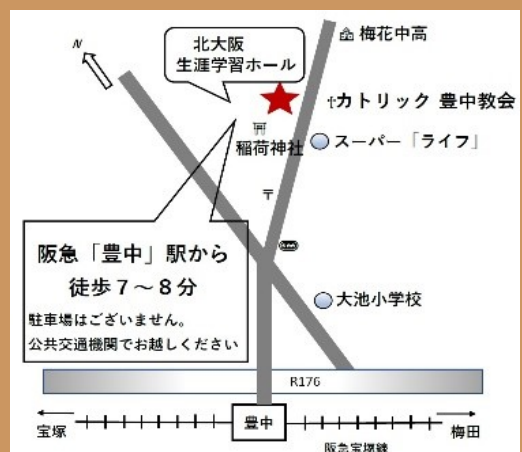 N
北大阪
生涯学習ホール
梅花中高
カトリック 豊中教会
稲荷神社
スーパー「ライフ」
〒
阪急「豊中」駅から
徒歩7～8分
駐車場はございません。
公共交通機関でお越しください
大池小学校
R176
宝塚
豊中
梅田
阪急宝塚線